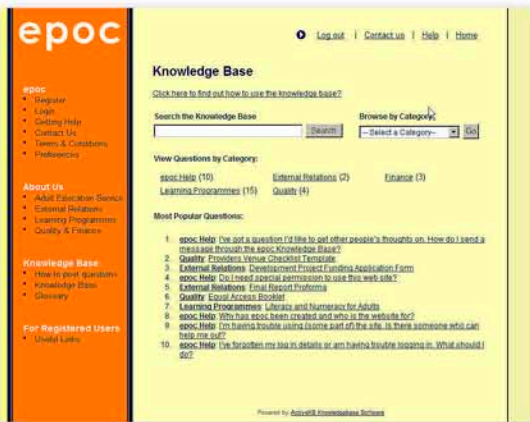 epoc
Log out | Contact us | Help | Home
Knowledge Base
Click here to find out how to use the knowledge base?
epoc
Register
Login
Getting Help
Contact Us
Terms & Conditions
Preferences
Search the Knowledge Base
Search
Browse by Category:
-- Select a Category--
Go
View Questions by Category:
epoc Help (10) External Relations (2) Finance (3)
Learning Programmes (15) Quality (4)
About Us
Adult Education Service
External Relations
Learning Programmes
Quality & Finance
Most Popular Questions:
1. epoc Help: I've got a question I'd like to get other people's thoughts on. How do I send a
message through the epoc Knowledge Base?
2. Quality: Providers Venue Checklist Template
3. External Relations: Development Project Funding Application Form
4. epoc Help: Do I need special permission to use this web site?
5. External Relations: Final Report Proforma
6. Quality: Equal Access Booklet
7. Learning Programmes: Literacy and Numeracy for Adults
8. epoc Help: Why has epoc been created and who is the website for?
9. epoc Help: I'm having trouble using (some part of) the site. Is there someone who can
help me out?
10. epoc Help: I've forgotten my log in details or am having trouble logging in. What should I
do?
Knowledge Base
How to post questions
Knowledge Base
Glossary
For Registered Users
Useful Links
Powered by ActiveKB Knowledgebase Software